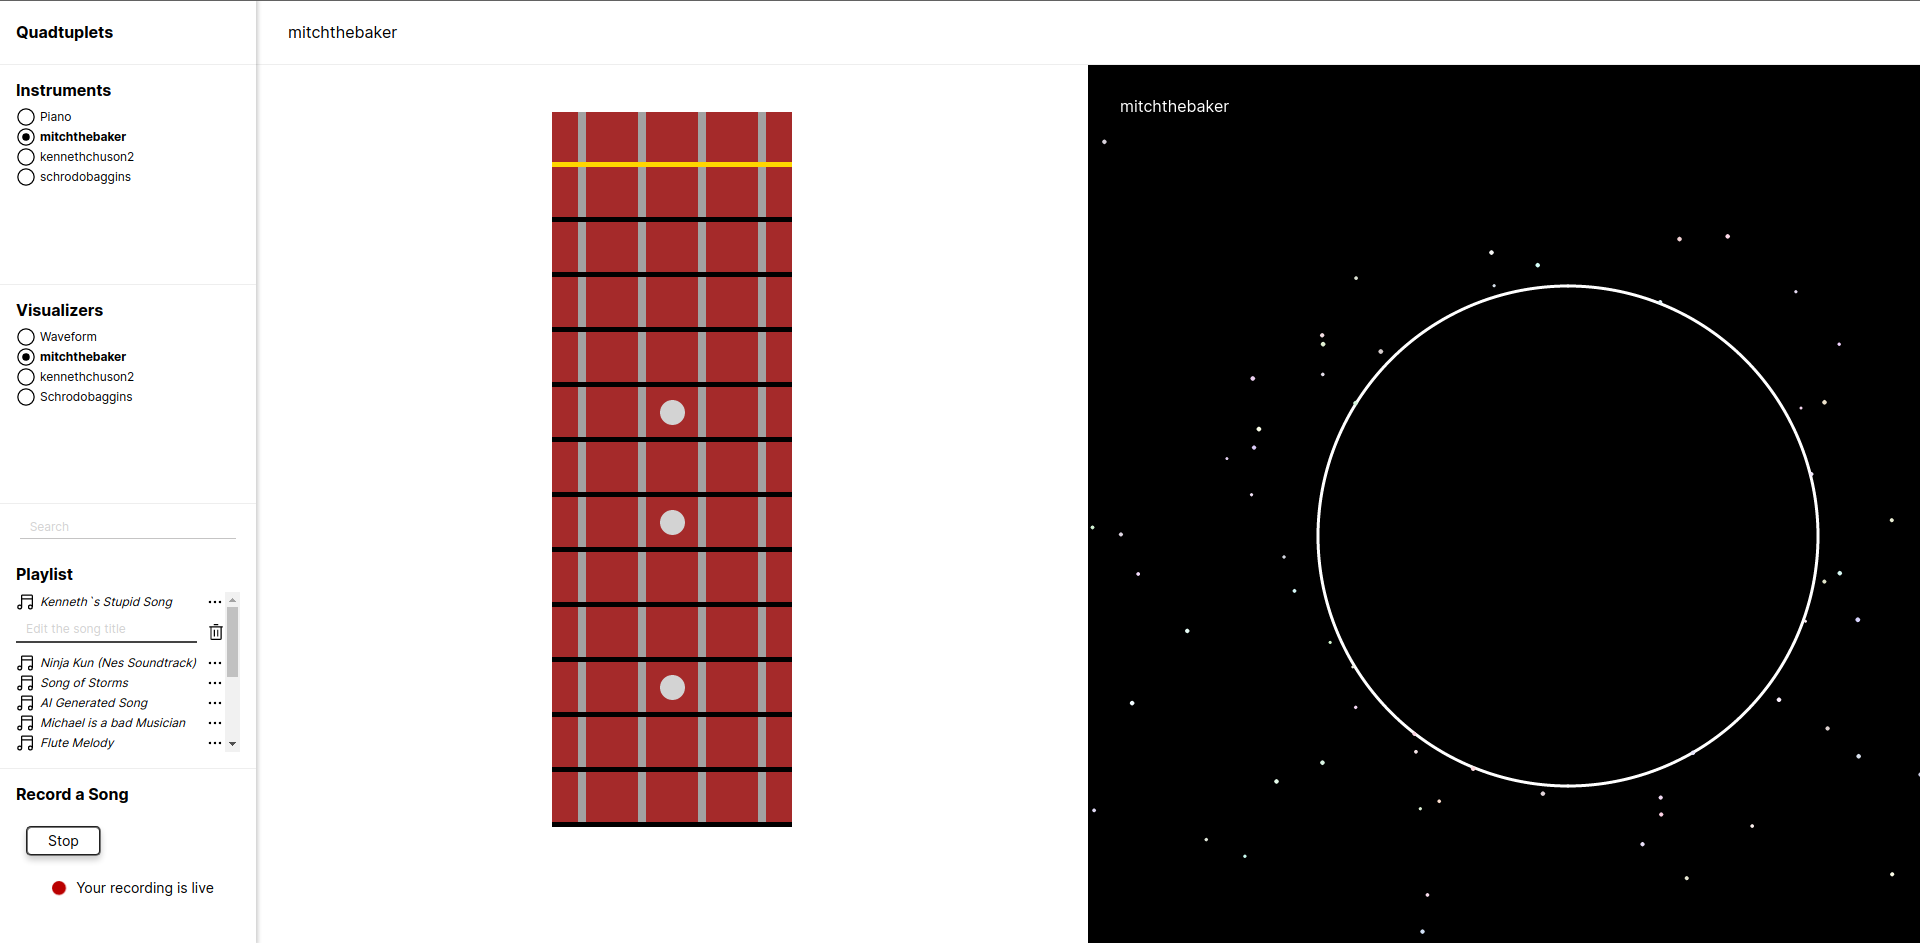 Quadtuplets
mitchthebaker
Instruments
Piano
mitchthebaker
kennethchuson2
schrodobaggins
Visualizers
Waveform
mitchthebaker
kennethchuson2
Schrodobaggins
Search
Playlist
Kenneth`s Stupid Song
Edit the song title
Ninja Kun (Nes Soundtrack)
Song of Storms
AI Generated Song
Michael is a bad Musician
Flute Melody
Record a Song
Stop
Your recording is live
mitchthebaker